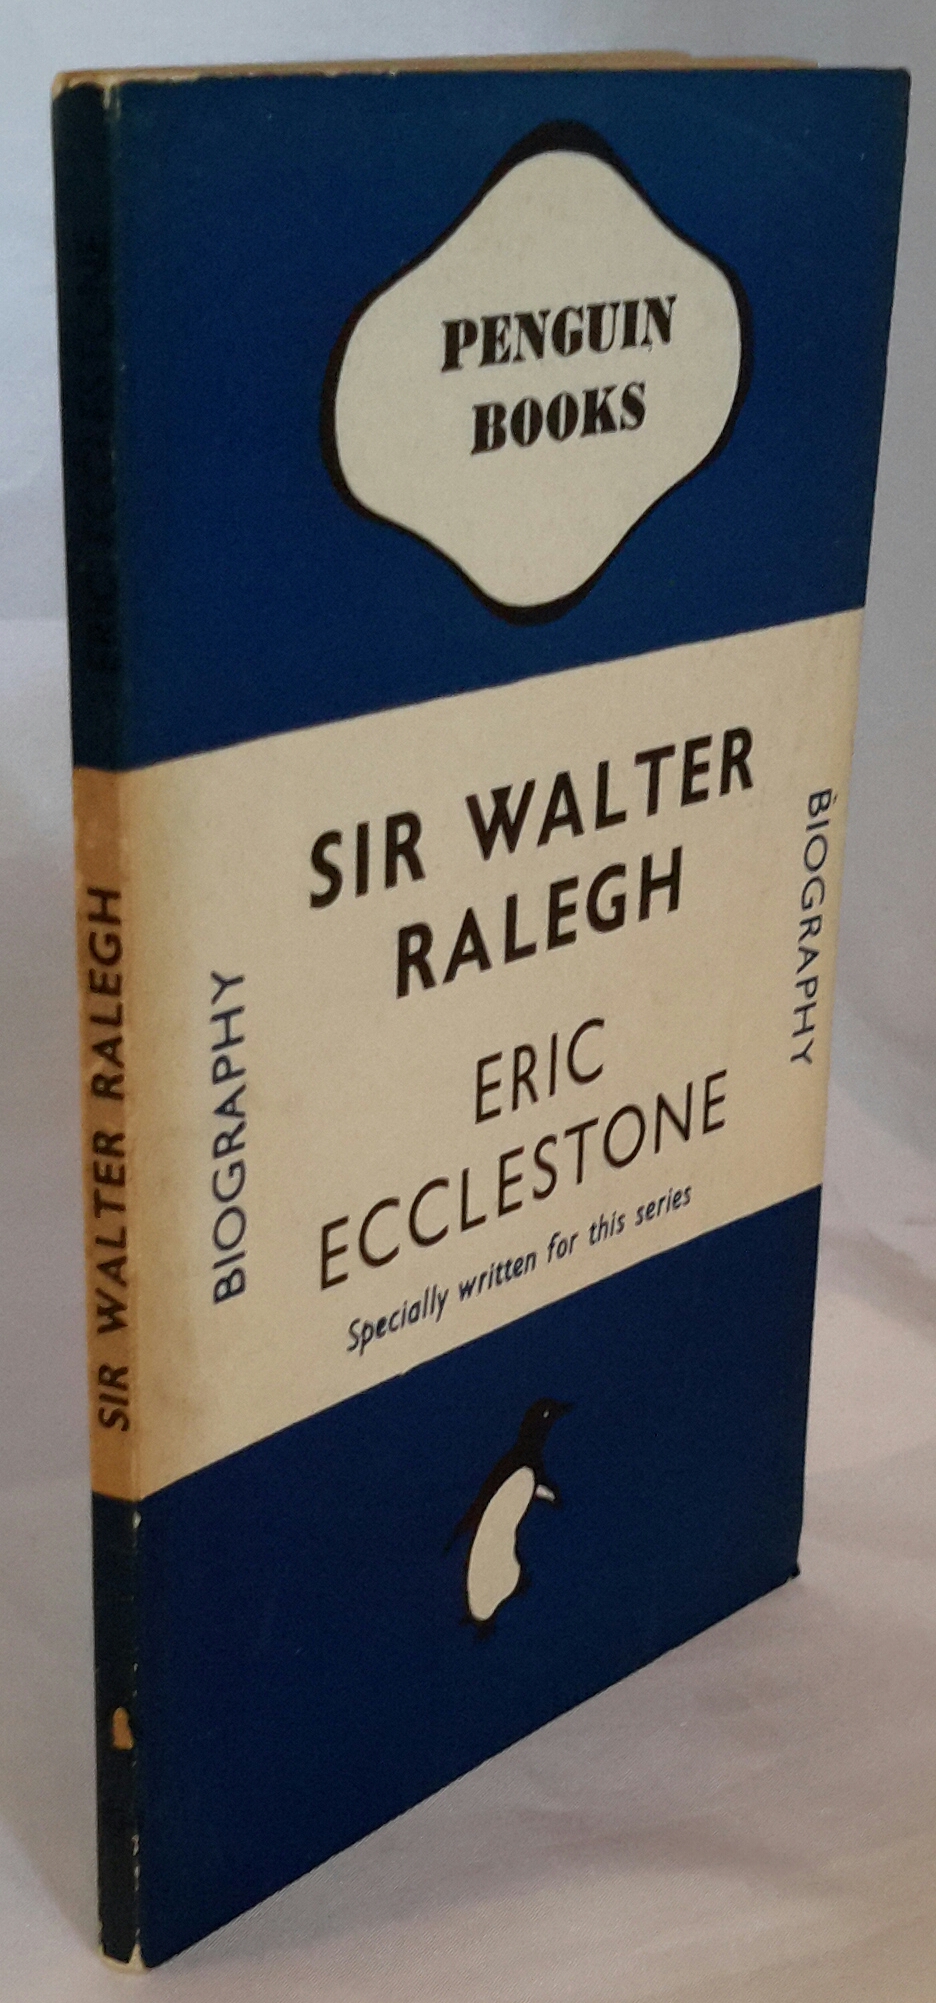 PENGUIN
BOOKS
SIR WALTER
RALEGH
ERIC
ECCLESTONE
Specially written for this series
BIOGRAPHY
BIOGRAPHY
SIR WALTER RALEGH